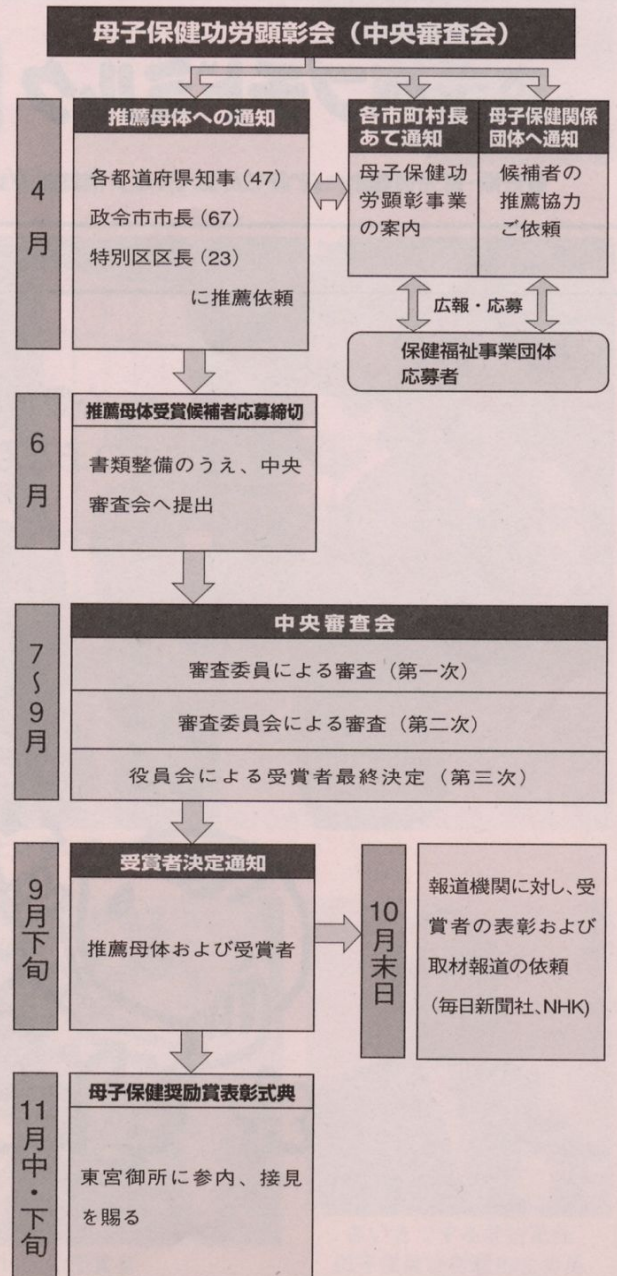 母子保健功労顕彰会（中央審査会）
4月
推薦母体への通知
各都道府県知事(47)
政令市市長(67)
特別区区長(23)
に推薦依頼
各市町村長
あて通知
母子保健功
労顕彰事業
の案内
母子保健関係
団体へ通知
候補者の
推薦協力
ご依頼
広報・応募
保健福祉事業団体
応募者
6月
推薦母体受賞候補者応募締切
書類整備のうえ、中央
審査会へ提出
7〜9月
中央審査会
審査委員による審査（第一次）
審査委員会による審査（第二次）
役員会による受賞者最終決定（第三次）
9月下旬
受賞者決定通知
推薦母体および受賞者
10月末日
報道機関に対し、受
賞者の表彰および
取材報道の依頼
(毎日新聞社、NHK)
11月中・下旬
母子保健奨励賞表彰式典
東宮御所に参内、接見
を賜る